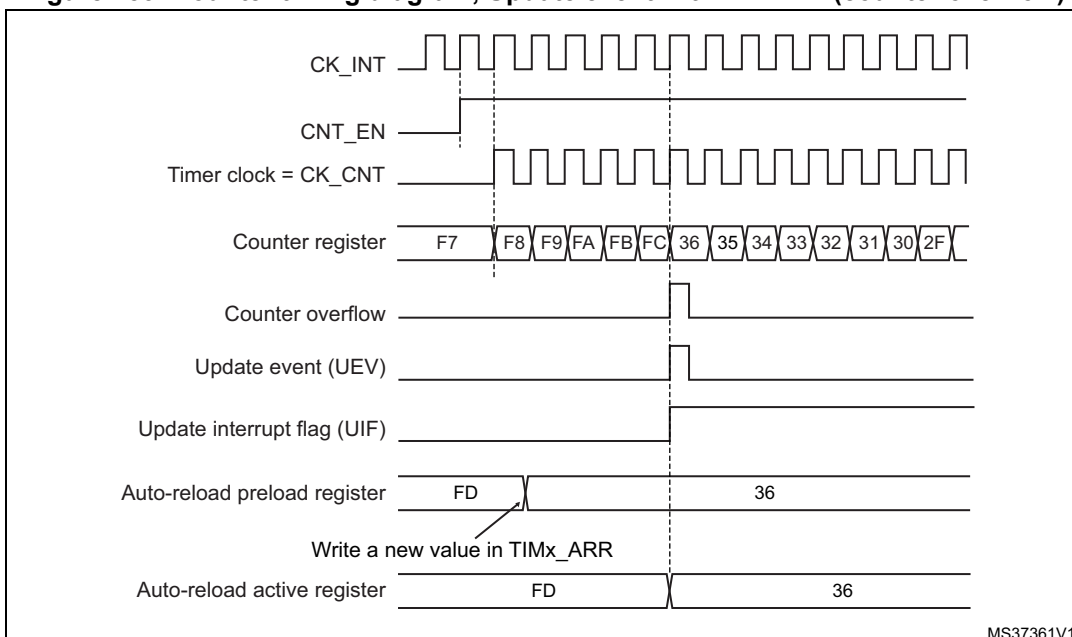 CK_INT
CNT_EN
Timer clock = CK_CNT
Counter register F7 F8 F9 FA FB FC 36 35 34 33 32 31 30 2F
Counter overflow
Update event (UEV)
Update interrupt flag (UIF)
Auto-reload preload register FD 36
Write a new value in TIMx_ARR
Auto-reload active register FD 36
MS37361V1